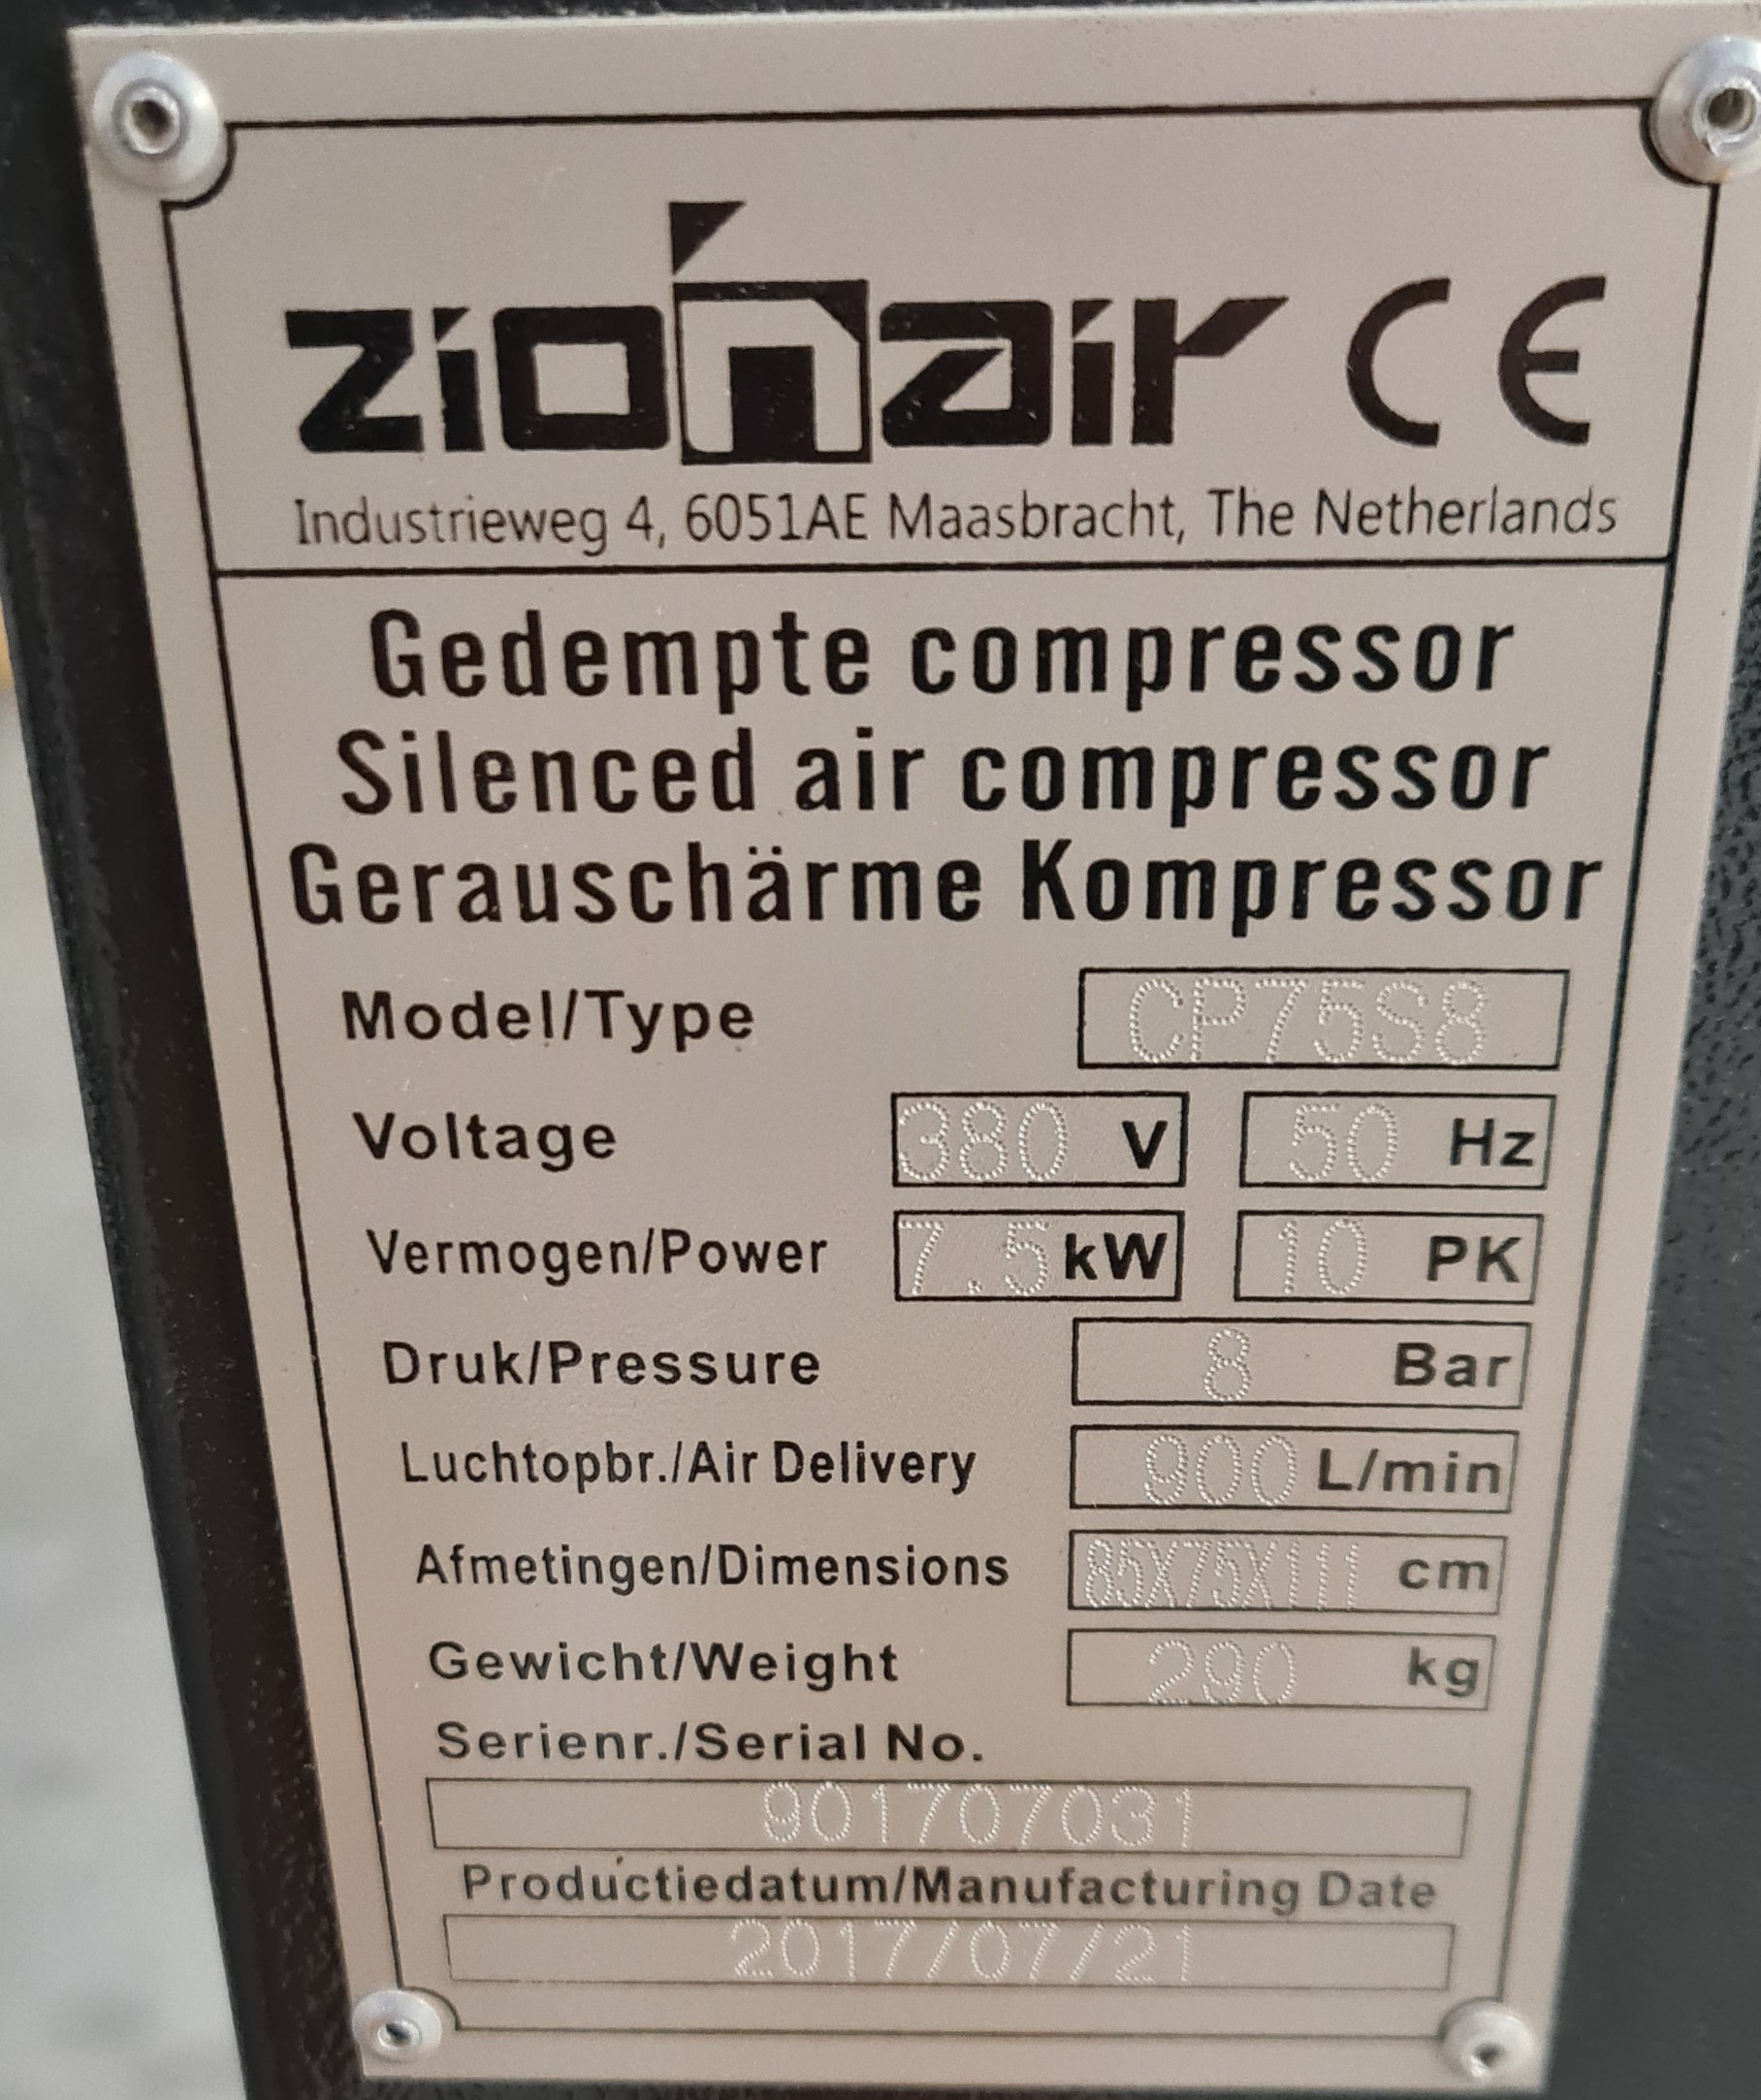 zionair CE
Industrieweg 4, 6051AE Maasbracht, The Netherlands
Gedempte compressor
Silenced air compressor
Gerauschärme Kompressor
Model/Type CP75S8
Voltage 380 V 50 Hz
Vermogen/Power 7.5 kW 10 PK
Druk/Pressure 8 Bar
Luchtopbr./Air Delivery 900 L/min
Afmetingen/Dimensions 85X75X111 cm
Gewicht/Weight 290 kg
Serienr./Serial No.
901707031
Productiedatum/Manufacturing Date
2017/07/21